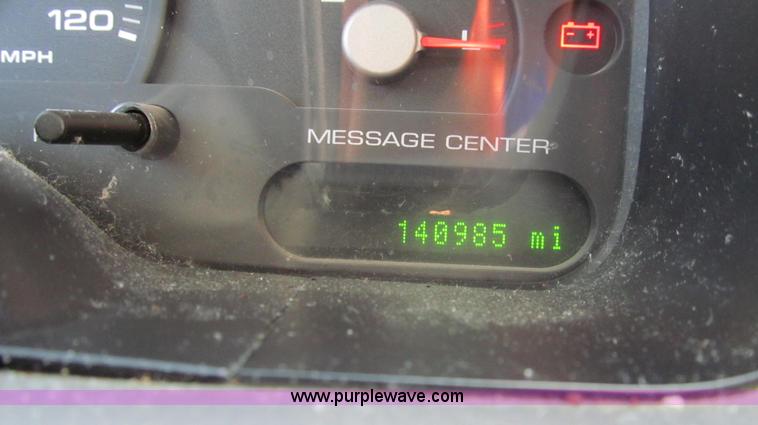 120
MPH
MESSAGE CENTER
140985 mi
www.purplewave.com